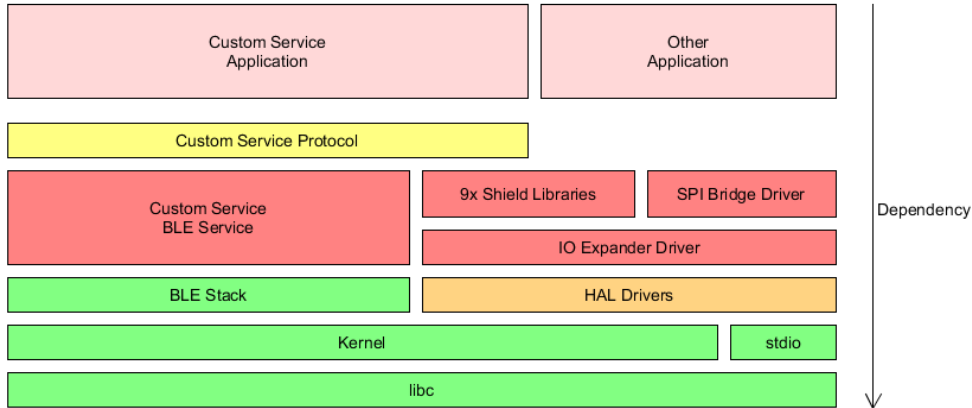 Custom Service
Application
Other
Application
Custom Service Protocol
Custom Service
BLE Service
9x Shield Libraries
SPI Bridge Driver
Dependency
IO Expander Driver
BLE Stack
HAL Drivers
Kernel
stdio
libc